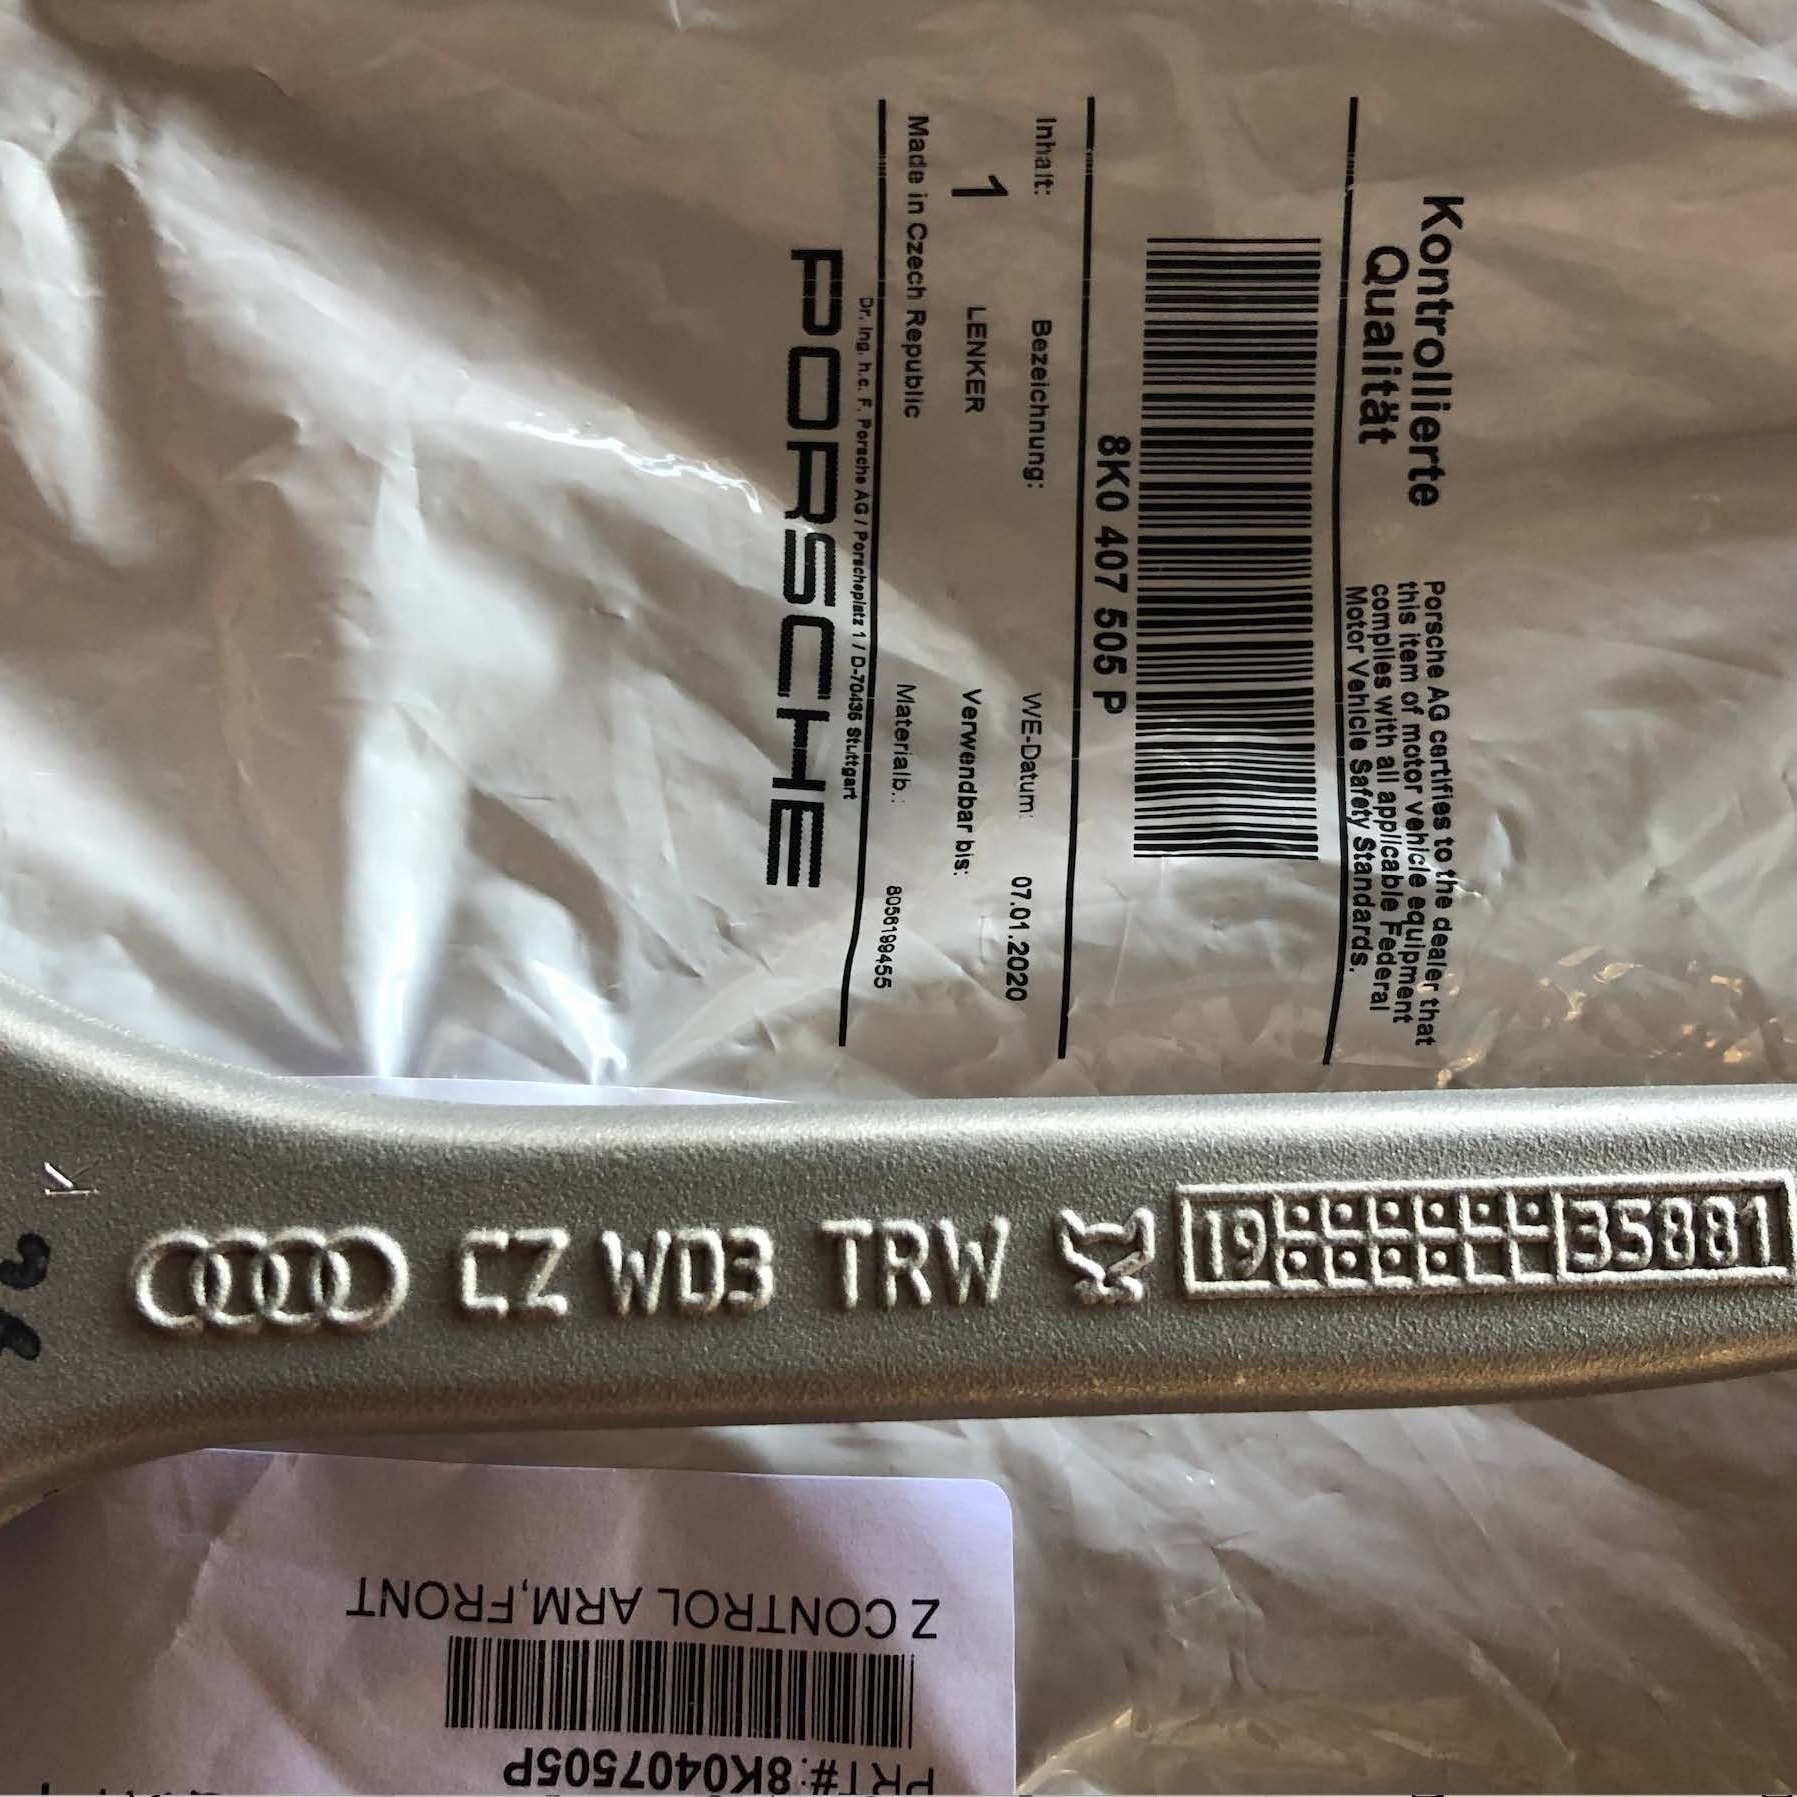 Kontrollierte
Qualität
Porsche AG certifies to the dealer that
this item of motor vehicle equipment
complies with all applicable Federal
Motor Vehicle Safety Standards.
8K0 407 505 P
Inhalt: Bezeichnung: WE-Datum: 07.01.2020
1 LENKER Verwendbar bis:
Made in Czech Republic Materialb.: 8056199455
Dr. Ing. h.c. F. Porsche AG / Porscheplatz 1 / D-70436 Stuttgart
PORSCHE
K
CZ WD3 TRW 19 35881
Z CONTROL ARM,FRONT
PRT#:8K0407505P